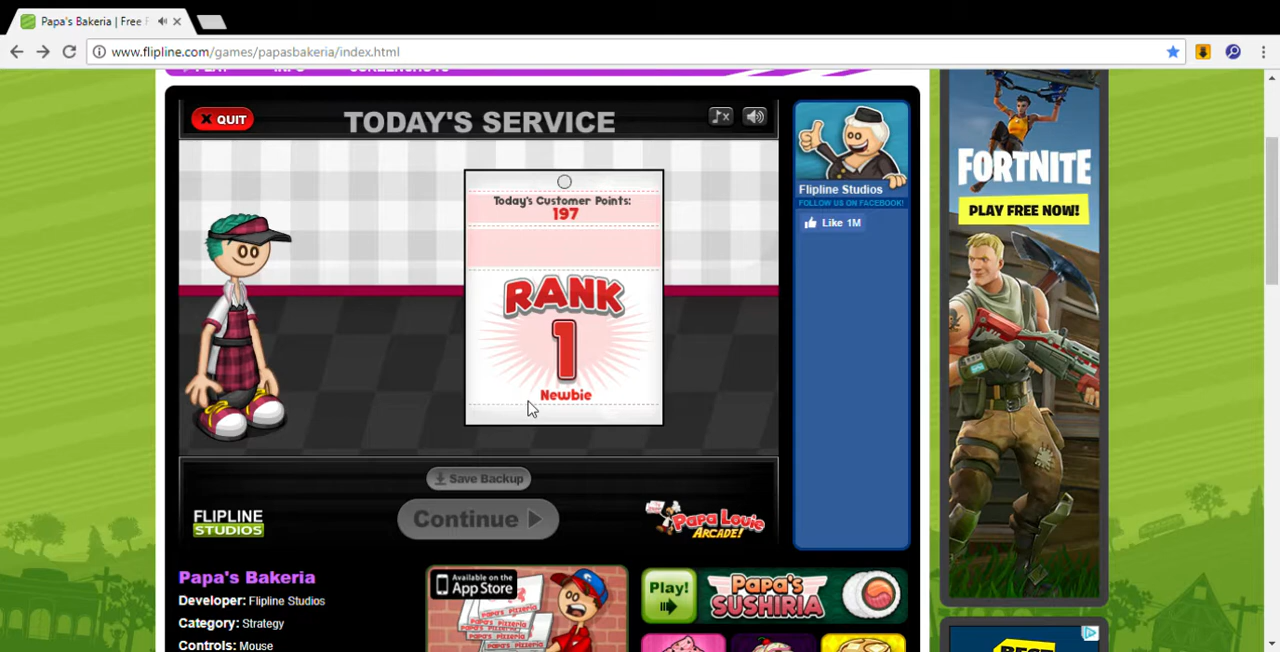 Papa's Bakeria | Free F
www.flipline.com/games/papasbakeria/index.html
X QUIT
TODAY'S SERVICE
Today's Customer Points:
197
RANK
1
Newbie
Save Backup
Continue
FLIPLINE
STUDIOS
Papa Louie
ARCADE!
Flipline Studios
FOLLOW US ON FACEBOOK!
Like 1M
FORTNITE
PLAY FREE NOW!
Papa's Bakeria
Developer: Flipline Studios
Category: Strategy
Controls: Mouse
Available on the
App Store
Play!
Papa's
SUSHIRIA